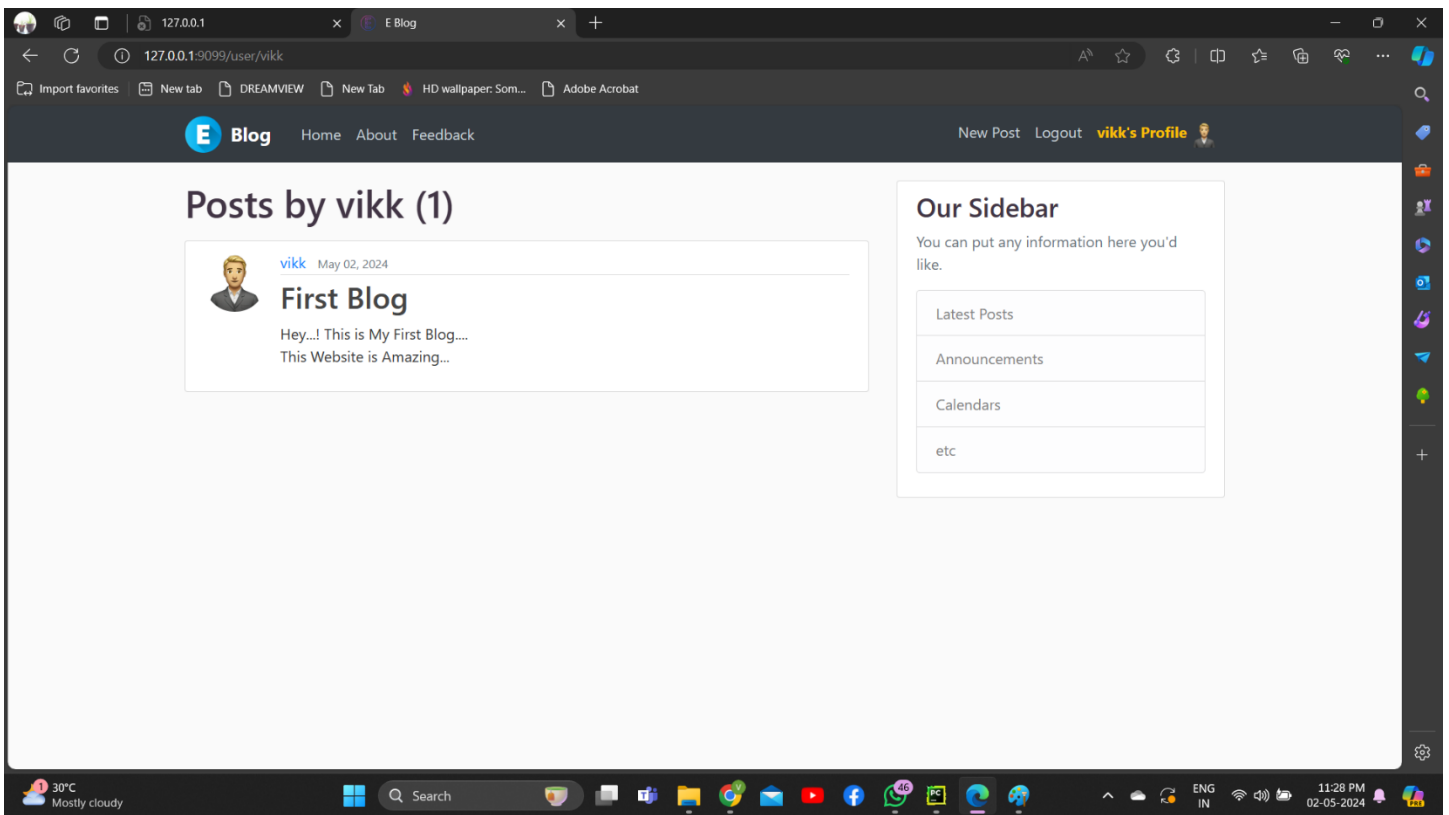 127.0.0.1
E Blog
127.0.0.1:9099/user/vikk
Import favorites
New tab
DREAMVIEW
New Tab
HD wallpaper: Som...
Adobe Acrobat
E Blog
Home About Feedback
New Post Logout vikk's Profile
Posts by vikk (1)
vikk May 02, 2024
First Blog
Hey...! This is My First Blog....
This Website is Amazing...
Our Sidebar
You can put any information here you'd
like.
Latest Posts
Announcements
Calendars
etc
1
30°C
Mostly cloudy
Search
46
PC
ENG
IN
11:28 PM
02-05-2024
PRE